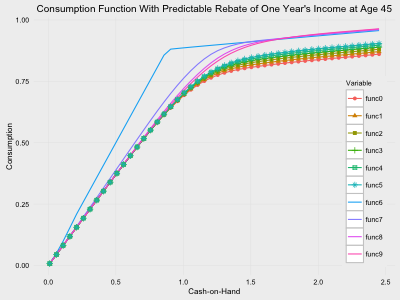 Consumption Function With Predictable Rebate of One Year's Income at Age 45
1.00
0.75
0.50
0.25
0.00
Consumption
0.0
0.5
1.0
1.5
2.0
2.5
Cash-on-Hand
Variable
func0
func1
func2
func3
func4
func5
func6
func7
func8
func9